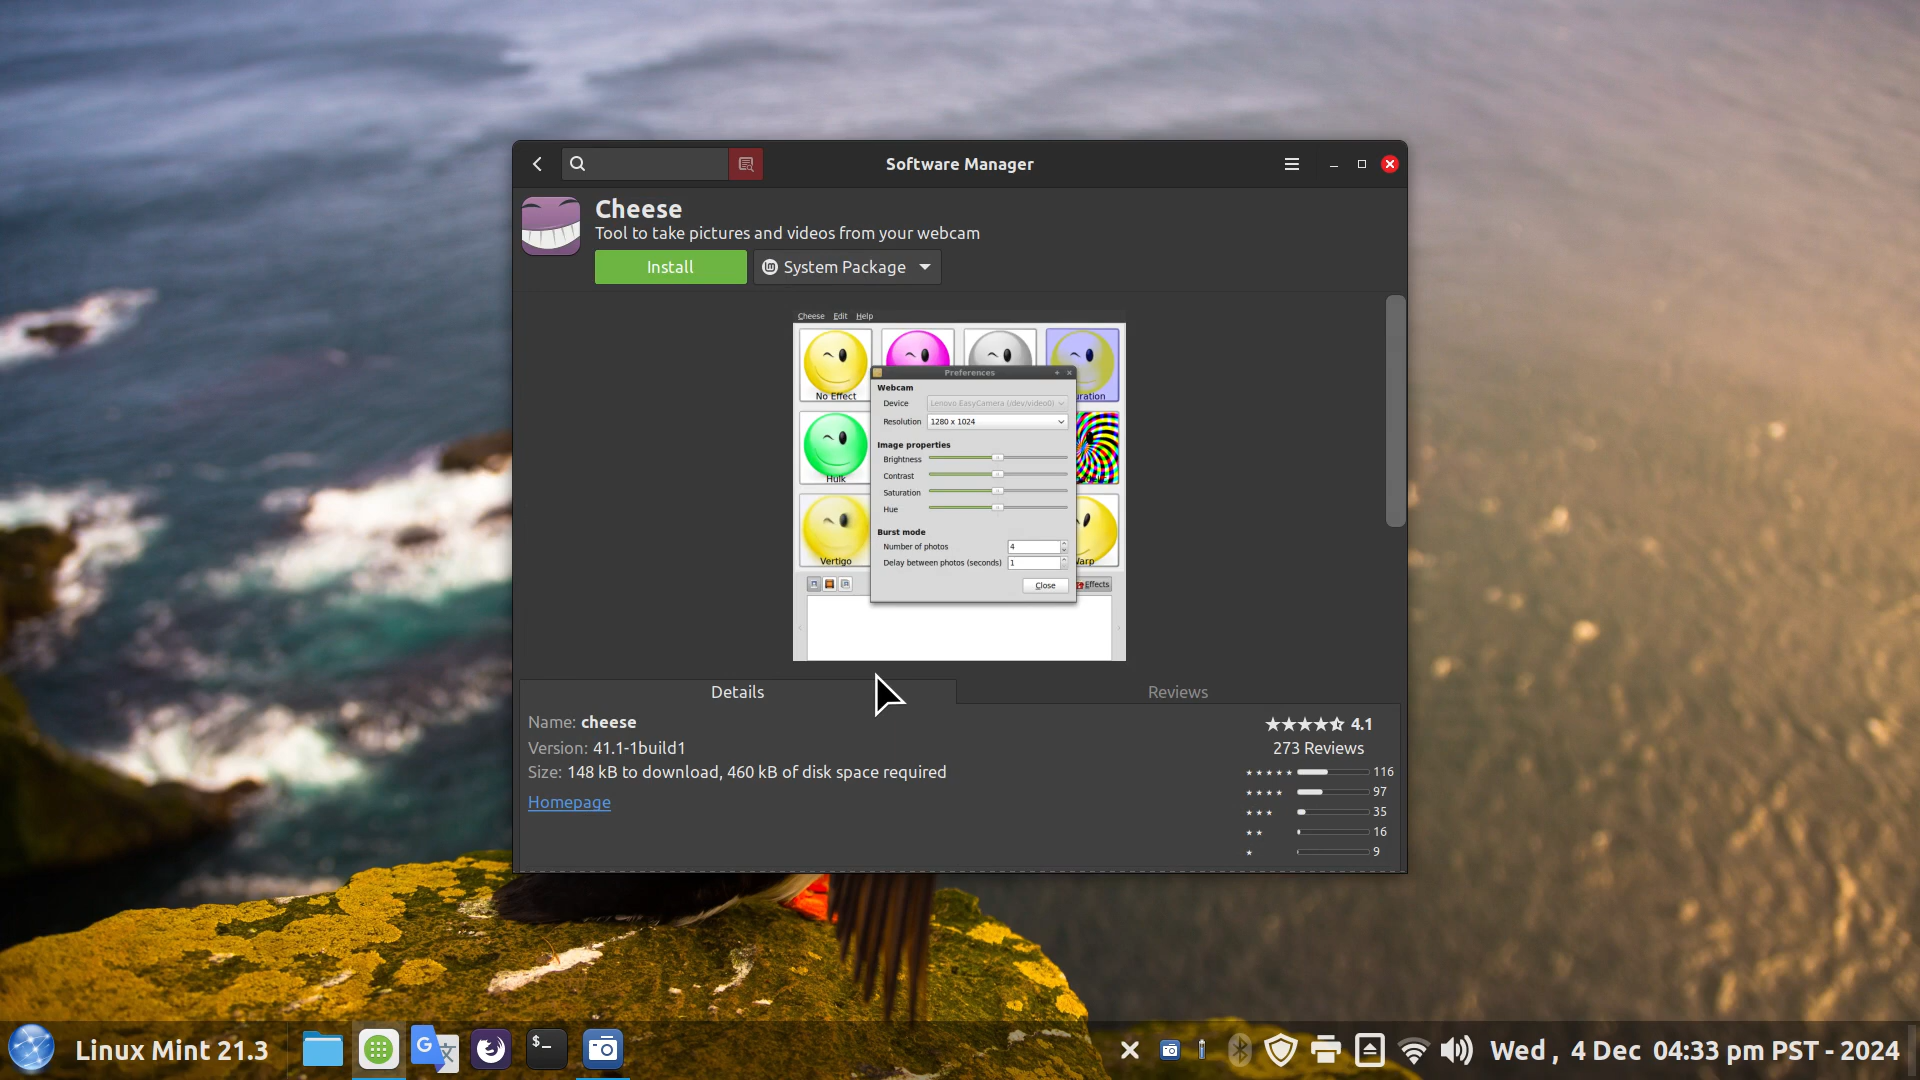 Software Manager
Cheese
Tool to take pictures and videos from your webcam
Install
System Package
Cheese Edit Help
No Effect
uration
Hulk
Vertigo
Warp
Preferences
Webcam
Device Lenovo EasyCamera (/dev/video0)
Resolution 1280 x 1024
Image properties
Brightness
Contrast
Saturation
Hue
Burst mode
Number of photos 4
Delay between photos (seconds) 1
Close
Effects
Details
Reviews
Name: cheese
Version: 41.1-1build1
Size: 148 kB to download, 460 kB of disk space required
Homepage
4.1
273 Reviews
116
97
35
16
9
Linux Mint 21.3
G
$_
Wed , 4 Dec 04:33 pm PST - 2024